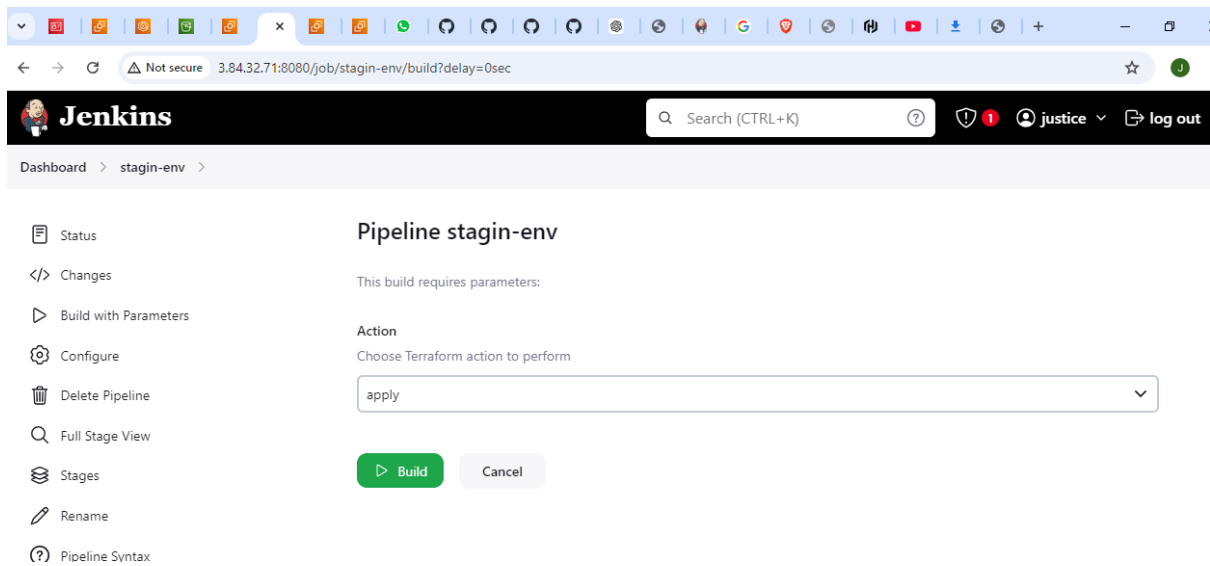 Not secure 3.84.32.71:8080/job/stagin-env/build?delay=0sec J
Jenkins Search (CTRL+K) ? 1 justice log out
Dashboard > stagin-env >
Pipeline stagin-env
Status
Changes
This build requires parameters:
Build with Parameters
Action
Configure
Choose Terraform action to perform
Delete Pipeline
apply
Full Stage View
Stages
Build Cancel
Rename
Pipeline Syntax